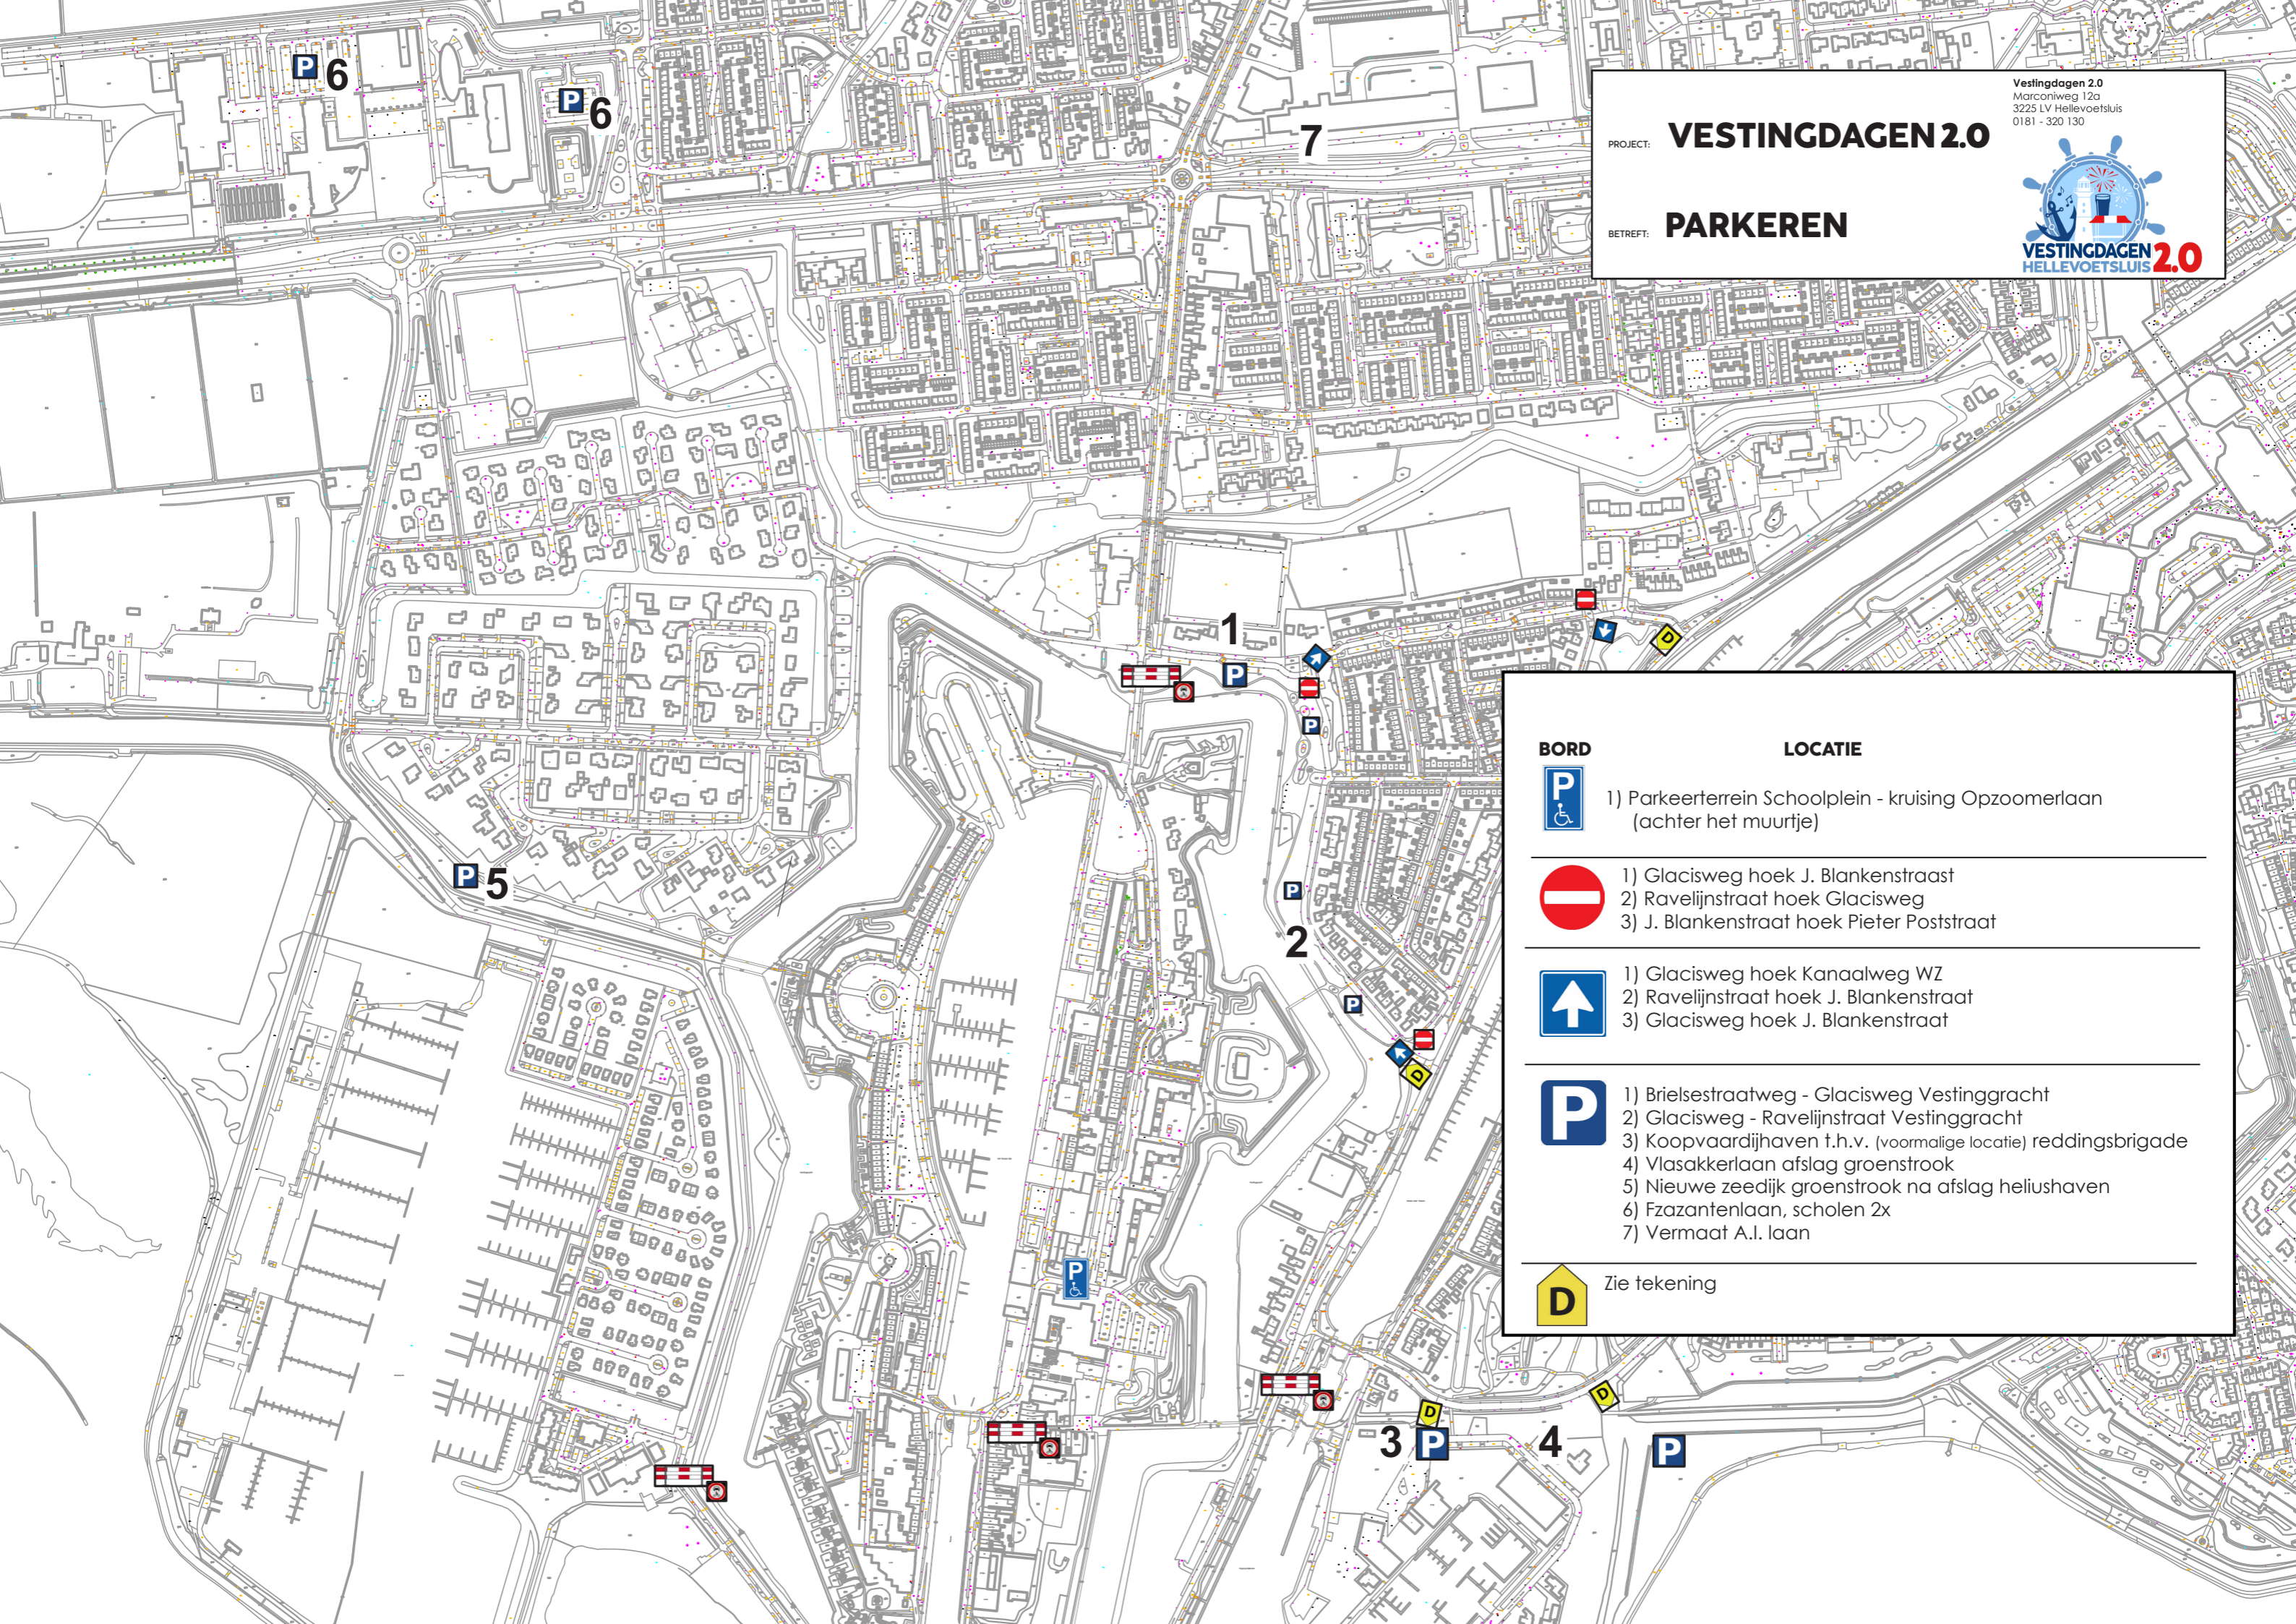 P 6
P 6
7
Vestingdagen 2.0
Marconiweg 12a
3225 LV Hellevoetsluis
0181 - 320 130
PROJECT: VESTINGDAGEN 2.0
BETREFT: PARKEREN
VESTINGDAGEN 2.0
HELLEVOETSLUIS
1
P
P
D
P
2
P
D
P 5
P
D
D
3 P
4
P
BORD LOCATIE
P
1) Parkeerterrein Schoolplein - kruising Opzoomerlaan
(achter het muurtje)
1) Glacisweg hoek J. Blankenstraast
2) Ravelijnstraat hoek Glacisweg
3) J. Blankenstraat hoek Pieter Poststraat
1) Glacisweg hoek Kanaalweg WZ
2) Ravelijnstraat hoek J. Blankenstraat
3) Glacisweg hoek J. Blankenstraat
P
1) Brielsestraatweg - Glacisweg Vestinggracht
2) Glacisweg - Ravelijnstraat Vestinggracht
3) Koopvaardijhaven t.h.v. (voormalige locatie) reddingsbrigade
4) Vlasakkerlaan afslag groenstrook
5) Nieuwe zeedijk groenstrook na afslag heliushaven
6) Fzazantenlaan, scholen 2x
7) Vermaat A.I. laan
D Zie tekening